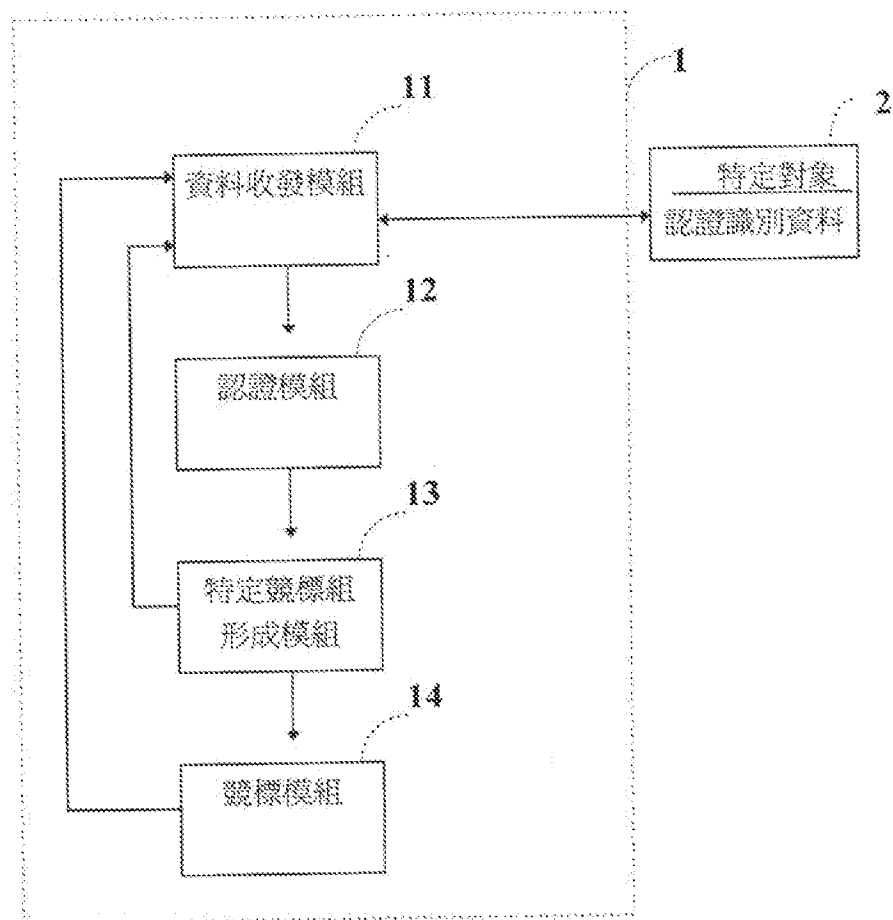 1
11
資料收發模組
2
特定對象
認證識別資料
12
認證模組
13
特定競標組
形成模組
14
競標模組